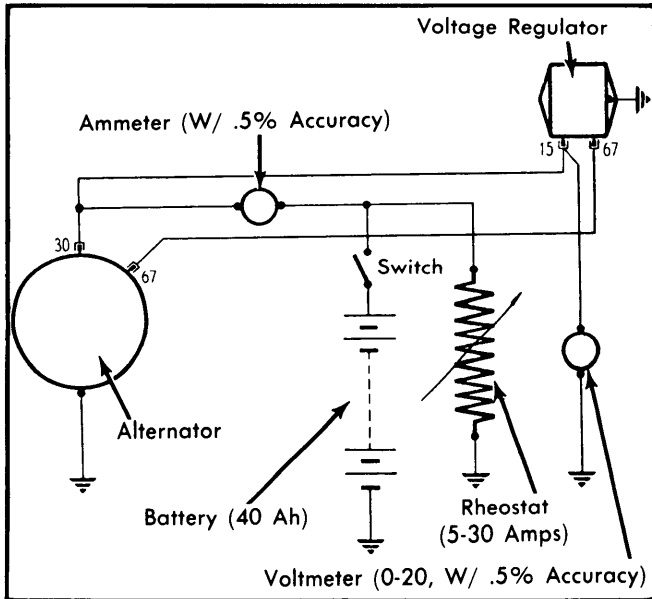 Voltage Regulator
Ammeter (W/ .5% Accuracy)
15
67
30
67
Switch
Alternator
Battery (40 Ah)
Rheostat
(5-30 Amps)
Voltmeter (0-20, W/ .5% Accuracy)